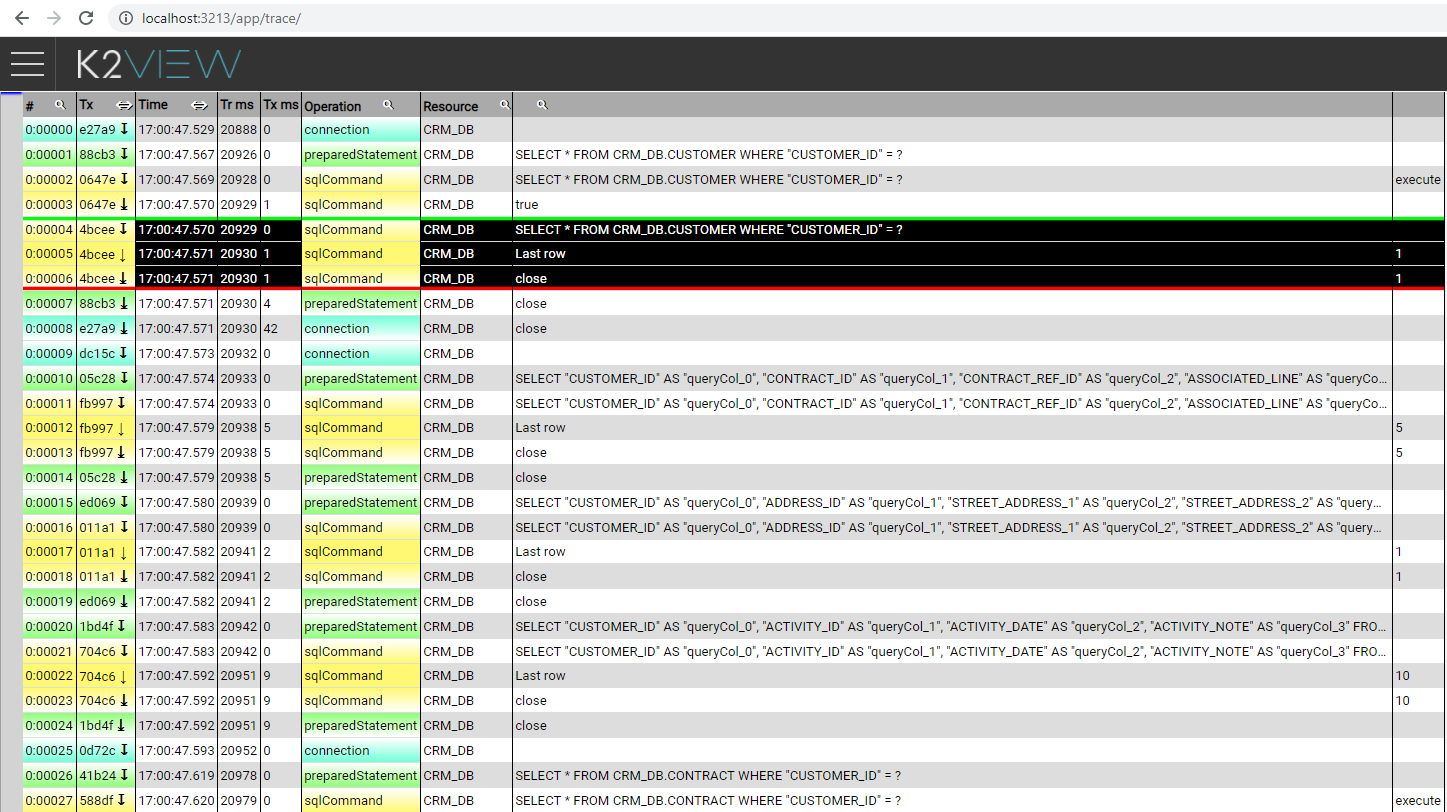 localhost:3213/app/trace/
K2VIEW
# Tx Time Tr ms Tx ms Operation Resource
0:00000 e27a9 17:00:47.529 20888 0 connection CRM_DB
0:00001 88cb3 17:00:47.567 20926 0 preparedStatement CRM_DB SELECT * FROM CRM_DB.CUSTOMER WHERE "CUSTOMER_ID" = ?
0:00002 0647e 17:00:47.569 20928 0 sqlCommand CRM_DB SELECT * FROM CRM_DB.CUSTOMER WHERE "CUSTOMER_ID" = ? execute
0:00003 0647e 17:00:47.570 20929 1 sqlCommand CRM_DB true
0:00004 4bcee 17:00:47.570 20929 0 sqlCommand CRM_DB SELECT * FROM CRM_DB.CUSTOMER WHERE "CUSTOMER_ID" = ?
0:00005 4bcee 17:00:47.571 20930 1 sqlCommand CRM_DB Last row 1
0:00006 4bcee 17:00:47.571 20930 1 sqlCommand CRM_DB close 1
0:00007 88cb3 17:00:47.571 20930 4 preparedStatement CRM_DB close
0:00008 e27a9 17:00:47.571 20930 42 connection CRM_DB close
0:00009 dc15c 17:00:47.573 20932 0 connection CRM_DB
0:00010 05c28 17:00:47.574 20933 0 preparedStatement CRM_DB SELECT "CUSTOMER_ID" AS "queryCol_0", "CONTRACT_ID" AS "queryCol_1", "CONTRACT_REF_ID" AS "queryCol_2", "ASSOCIATED_LINE" AS "queryCo...
0:00011 fb997 17:00:47.574 20933 0 sqlCommand CRM_DB SELECT "CUSTOMER_ID" AS "queryCol_0", "CONTRACT_ID" AS "queryCol_1", "CONTRACT_REF_ID" AS "queryCol_2", "ASSOCIATED_LINE" AS "queryCo...
0:00012 fb997 17:00:47.579 20938 5 sqlCommand CRM_DB Last row 5
0:00013 fb997 17:00:47.579 20938 5 sqlCommand CRM_DB close 5
0:00014 05c28 17:00:47.579 20938 5 preparedStatement CRM_DB close
0:00015 ed069 17:00:47.580 20939 0 preparedStatement CRM_DB SELECT "CUSTOMER_ID" AS "queryCol_0", "ADDRESS_ID" AS "queryCol_1", "STREET_ADDRESS_1" AS "queryCol_2", "STREET_ADDRESS_2" AS "query...
0:00016 011a1 17:00:47.580 20939 0 sqlCommand CRM_DB SELECT "CUSTOMER_ID" AS "queryCol_0", "ADDRESS_ID" AS "queryCol_1", "STREET_ADDRESS_1" AS "queryCol_2", "STREET_ADDRESS_2" AS "query...
0:00017 011a1 17:00:47.582 20941 2 sqlCommand CRM_DB Last row 1
0:00018 011a1 17:00:47.582 20941 2 sqlCommand CRM_DB close 1
0:00019 ed069 17:00:47.582 20941 2 preparedStatement CRM_DB close
0:00020 1bd4f 17:00:47.583 20942 0 preparedStatement CRM_DB SELECT "CUSTOMER_ID" AS "queryCol_0", "ACTIVITY_ID" AS "queryCol_1", "ACTIVITY_DATE" AS "queryCol_2", "ACTIVITY_NOTE" AS "queryCol_3" FRO...
0:00021 704c6 17:00:47.583 20942 0 sqlCommand CRM_DB SELECT "CUSTOMER_ID" AS "queryCol_0", "ACTIVITY_ID" AS "queryCol_1", "ACTIVITY_DATE" AS "queryCol_2", "ACTIVITY_NOTE" AS "queryCol_3" FRO...
0:00022 704c6 17:00:47.592 20951 9 sqlCommand CRM_DB Last row 10
0:00023 704c6 17:00:47.592 20951 9 sqlCommand CRM_DB close 10
0:00024 1bd4f 17:00:47.592 20951 9 preparedStatement CRM_DB close
0:00025 0d72c 17:00:47.593 20952 0 connection CRM_DB
0:00026 41b24 17:00:47.619 20978 0 preparedStatement CRM_DB SELECT * FROM CRM_DB.CONTRACT WHERE "CUSTOMER_ID" = ?
0:00027 588df 17:00:47.620 20979 0 sqlCommand CRM_DB SELECT * FROM CRM_DB.CONTRACT WHERE "CUSTOMER_ID" = ? execute